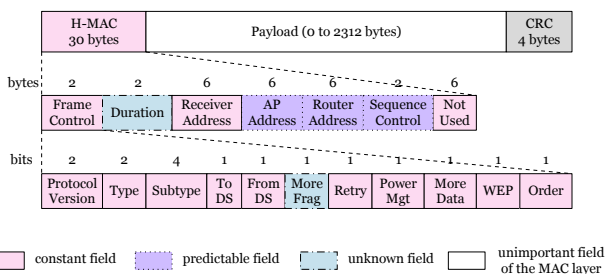 H-MAC
30 bytes
Payload (0 to 2312 bytes)
CRC
4 bytes
bytes 2 2 6 6 6 2 6
Frame
Control
Duration
Receiver
Address
AP
Address
Router
Address
Sequence
Control
Not
Used
bits 2 2 4 1 1 1 1 1 1 1 1
Protocol
Version
Type
Subtype
To
DS
From
DS
More
Frag
Retry
Power
Mgt
More
Data
WEP
Order
constant field
predictable field
unknown field
unimportant field
of the MAC layer